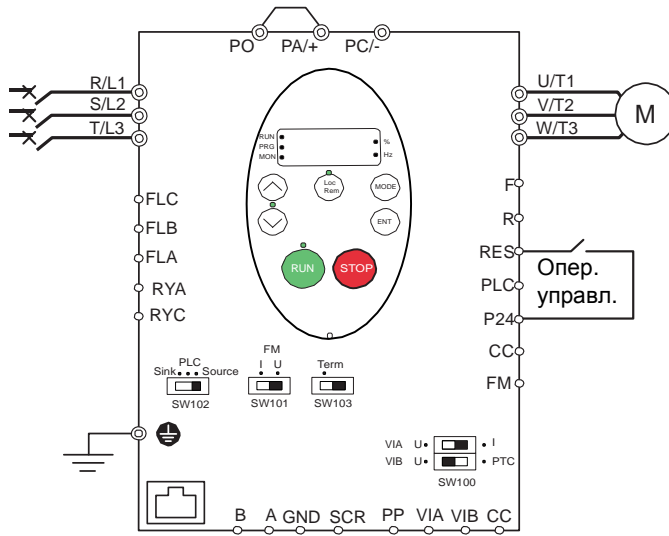 PO PA/+ PC/-
R/L1
S/L2
T/L3
U/T1
V/T2
W/T3
M
RUN
PRG
MON
%
Hz
Loc
Rem
MODE
ENT
RUN
STOP
FLC
FLB
FLA
RYA
RYC
F
R
RES
PLC
P24
CC
FM
Опер.
управл.
PLC
Sink Source
SW102
FM
I U
SW101
Term
SW103
VIA U I
VIB U PTC
SW100
B A GND SCR PP VIA VIB CC